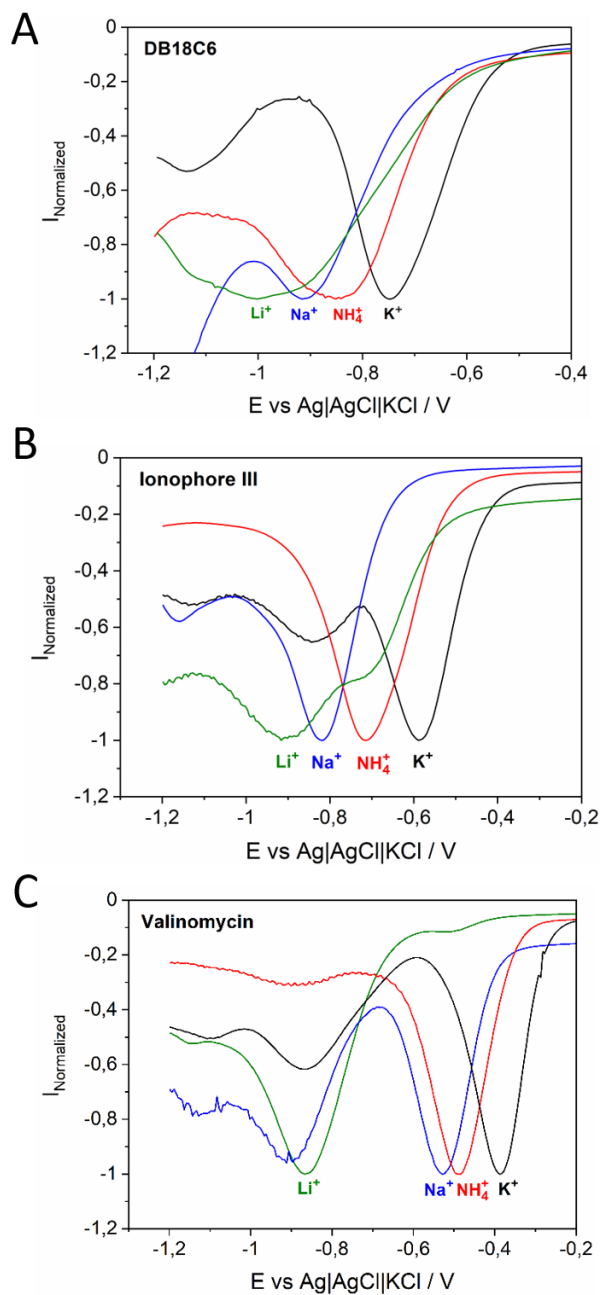 A
DB18C6
0
-0,2
-0,4
-0,6
-0,8
-1
-1,2
I_Normalized
Li⁺ Na⁺ NH₄⁺ K⁺
-1,2 -1 -0,8 -0,6 -0,4
E vs Ag|AgCl|KCl / V
B
Ionophore III
0
-0,2
-0,4
-0,6
-0,8
-1
-1,2
I_Normalized
Li⁺ Na⁺ NH₄⁺ K⁺
-1,2 -1 -0,8 -0,6 -0,4 -0,2
E vs Ag|AgCl|KCl / V
C
Valinomycin
0
-0,2
-0,4
-0,6
-0,8
-1
-1,2
I_Normalized
Li⁺ Na⁺ NH₄⁺ K⁺
-1,2 -1 -0,8 -0,6 -0,4 -0,2
E vs Ag|AgCl|KCl / V